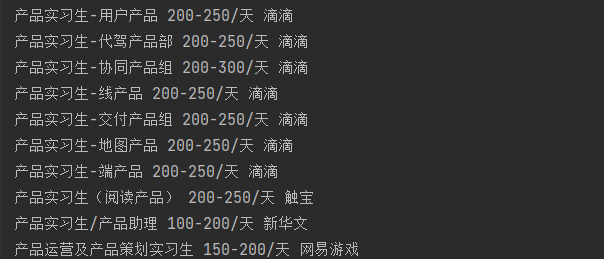 产品实习生-用户产品 200-250/天 滴滴
产品实习生-代驾产品部 200-250/天 滴滴
产品实习生-协同产品组 200-300/天 滴滴
产品实习生-线产品 200-250/天 滴滴
产品实习生-交付产品组 200-250/天 滴滴
产品实习生-地图产品 200-250/天 滴滴
产品实习生-端产品 200-250/天 滴滴
产品实习生（阅读产品） 200-250/天 触宝
产品实习生/产品助理 100-200/天 新华文
产品运营及产品策划实习生 150-200/天 网易游戏